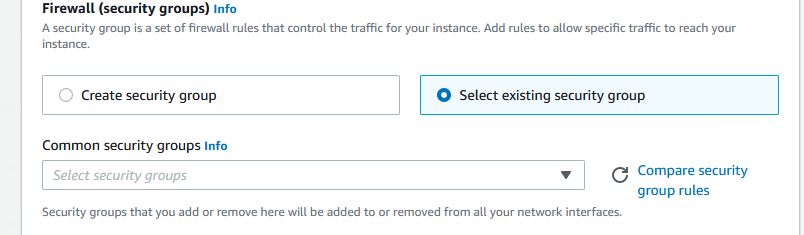 Firewall (security groups) Info
A security group is a set of firewall rules that control the traffic for your instance. Add rules to allow specific traffic to reach your
instance.
Create security group
Select existing security group
Common security groups Info
Select security groups
Compare security
group rules
Security groups that you add or remove here will be added to or removed from all your network interfaces.